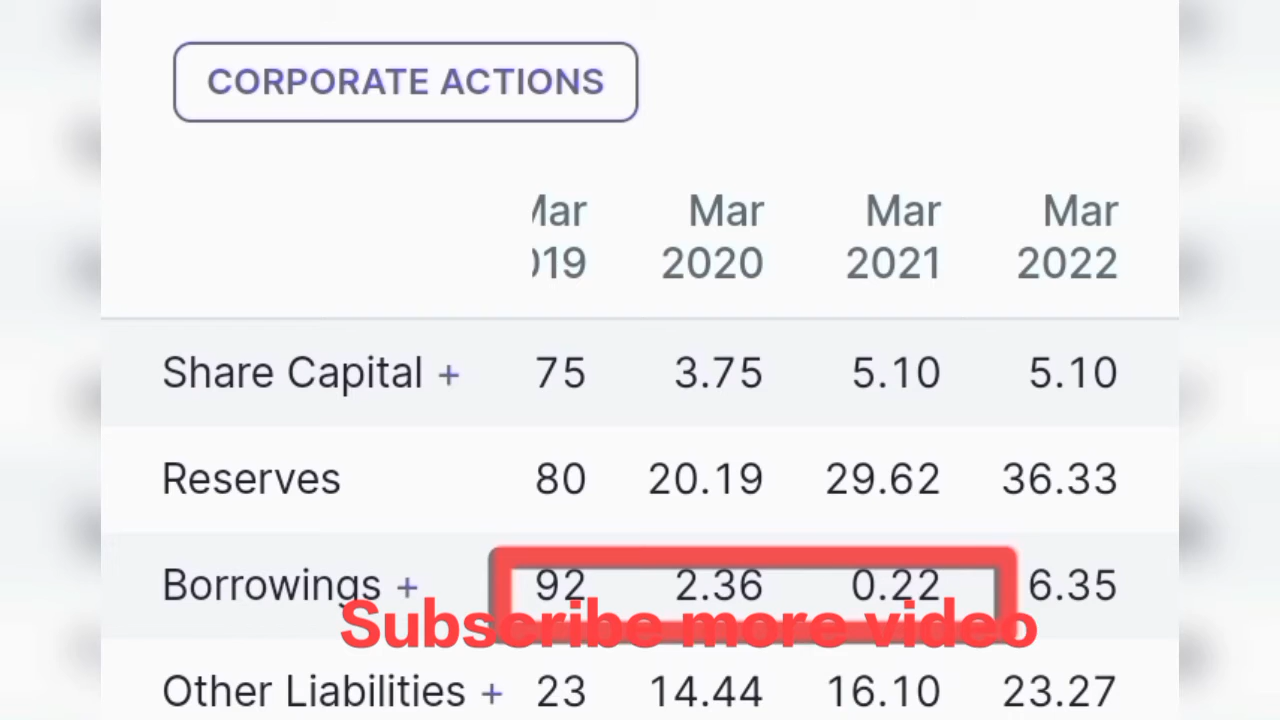 CORPORATE ACTIONS
Mar Mar Mar Mar
019 2020 2021 2022
Share Capital + 75 3.75 5.10 5.10
Reserves 80 20.19 29.62 36.33
Borrowings + 92 2.36 0.22 6.35
Subscribe more video
Other Liabilities + 23 14.44 16.10 23.27